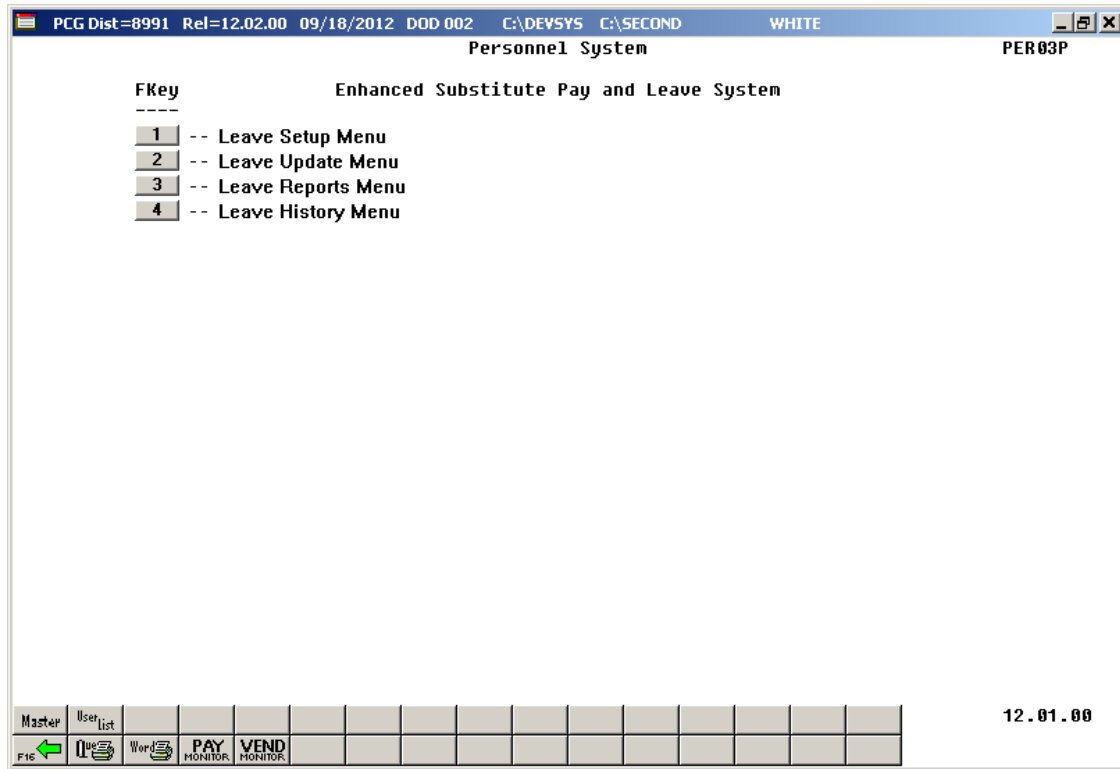 PCG Dist=8991 Rel=12.02.00 09/18/2012 DOD 002 C:\DEVSYS C:\SECOND WHITE
Personnel System PER03P
FKey Enhanced Substitute Pay and Leave System
----
1 -- Leave Setup Menu
2 -- Leave Update Menu
3 -- Leave Reports Menu
4 -- Leave History Menu
Master User List 12.01.00
F16 Que Word PAY MONITOR VEND MONITOR